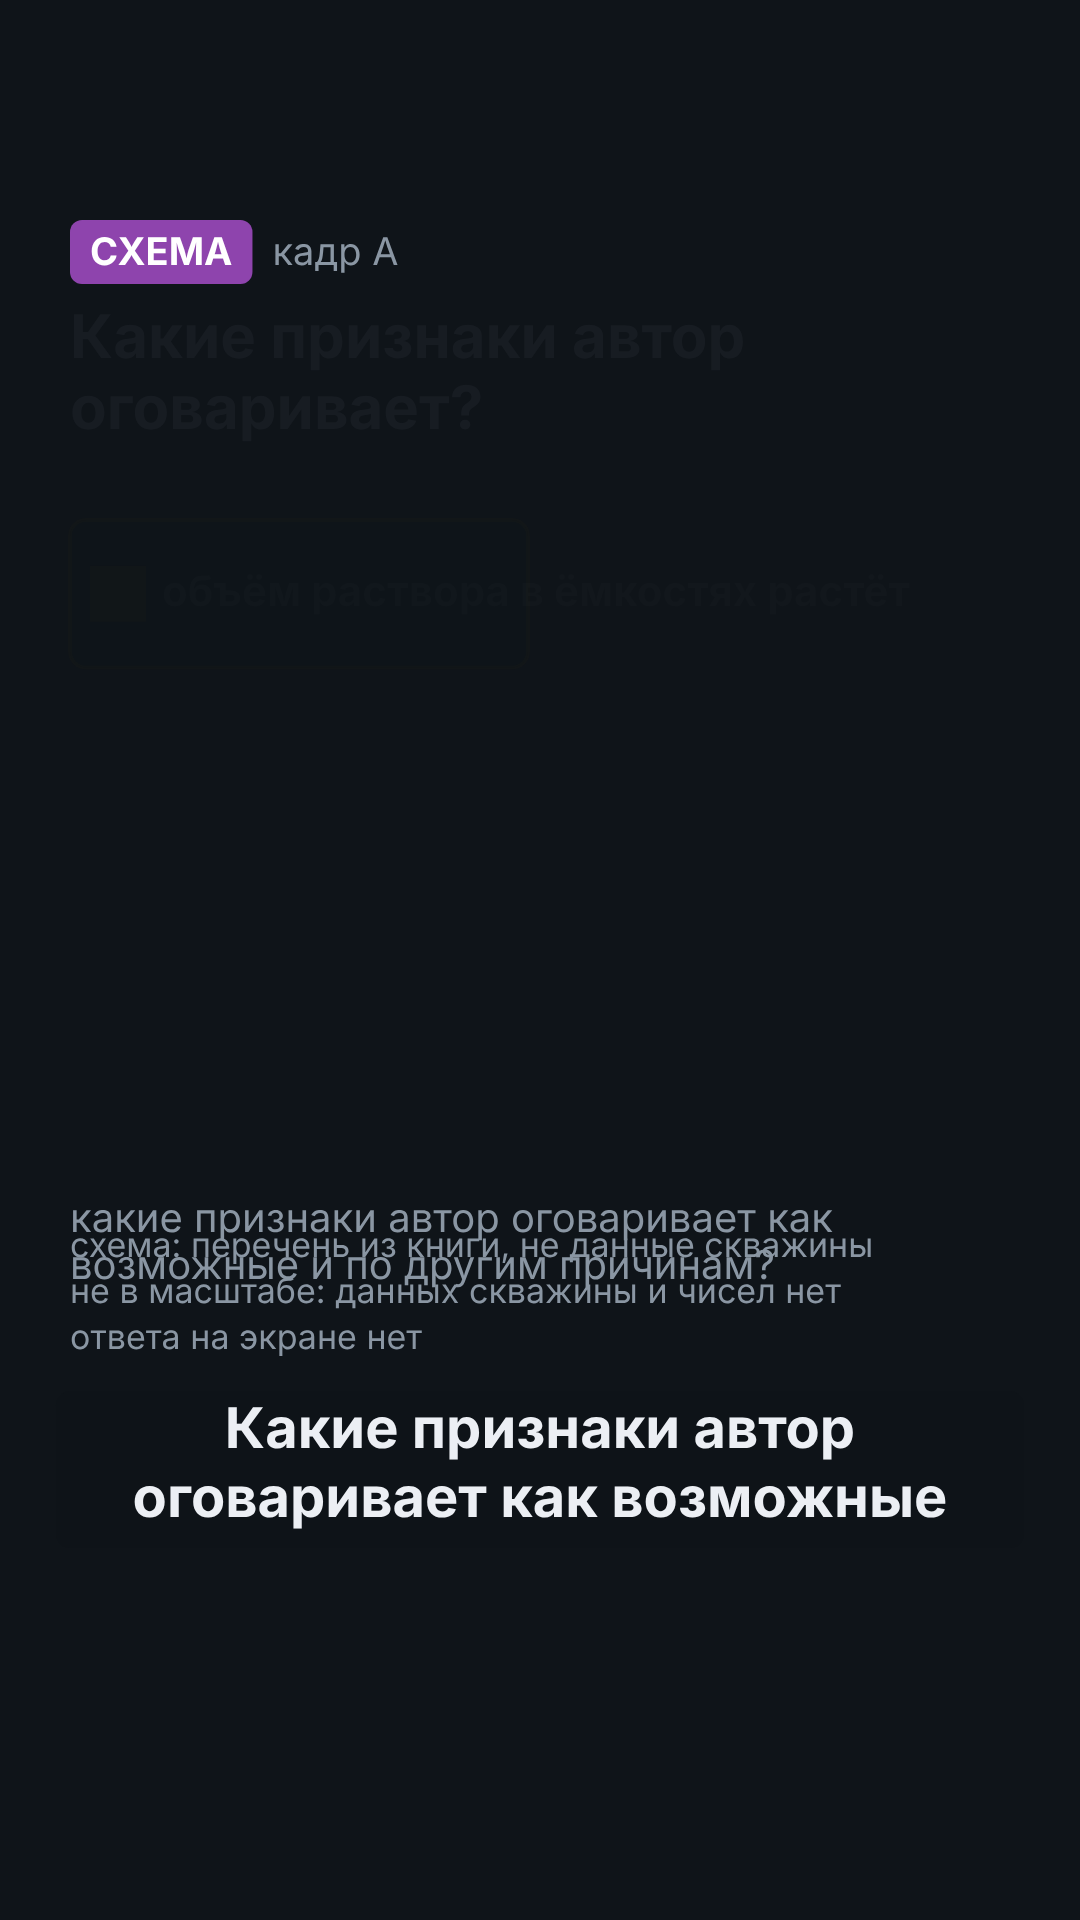 СХЕМА кадр А
Какие признаки автор
оговаривает?
объём раствора в ёмкостях растёт
какие признаки автор оговаривает как
схема: перечень из книги, не данные скважины
возможные и по другим причинам?
не в масштабе: данных скважины и чисел нет
ответа на экране нет
Какие признаки автор
оговаривает как возможные